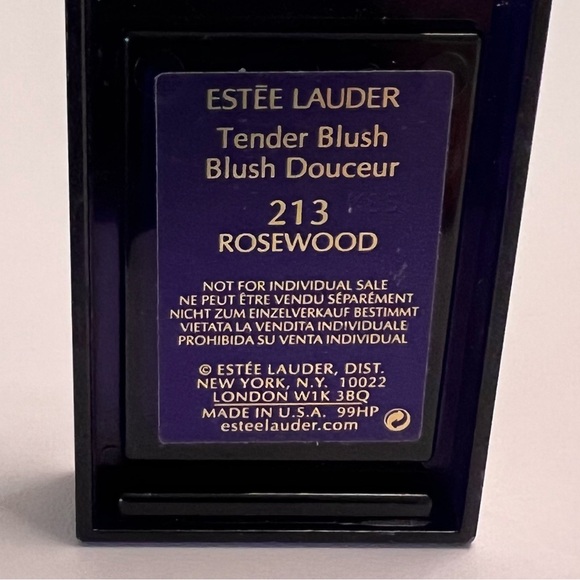 ESTĒE LAUDER
Tender Blush
Blush Douceur
213
ROSEWOOD
NOT FOR INDIVIDUAL SALE
NE PEUT ÊTRE VENDU SÉPARÉMENT
NICHT ZUM EINZELVERKAUF BESTIMMT
VIETATA LA VENDITA INDIVIDUALE
PROHIBIDA SU VENTA INDIVIDUAL
© ESTÉE LAUDER, DIST.
NEW YORK, N.Y. 10022
LONDON W1K 3BQ
MADE IN U.S.A. 99HP
esteelauder.com